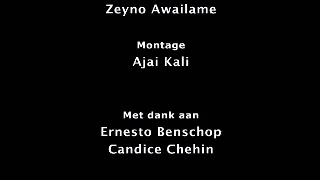 Zeyno Awailame
Montage
Ajai Kali
Met dank aan
Ernesto Benschop
Candice Chehin